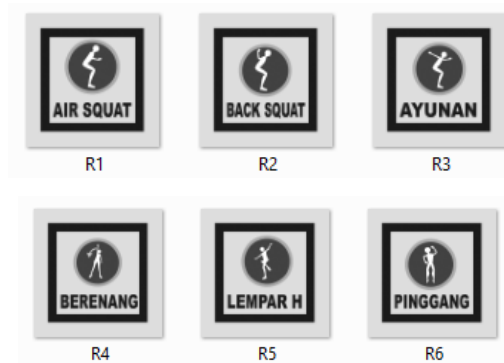 AIR SQUAT
BACK SQUAT
AYUNAN
R1
R2
R3
BERENANG
LEMPAR H
PINGGANG
R4
R5
R6